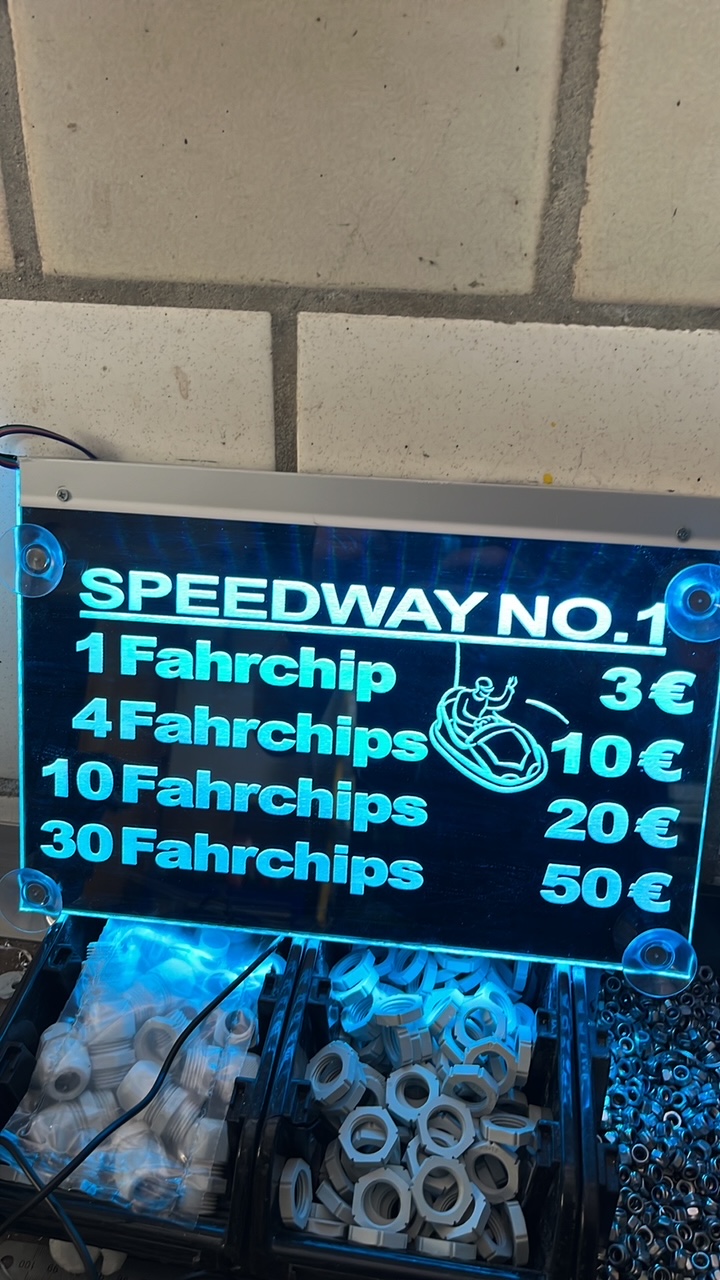 SPEEDWAY NO.1
1 Fahrchip 3€
4 Fahrchips 10€
10 Fahrchips 20€
30 Fahrchips 50€